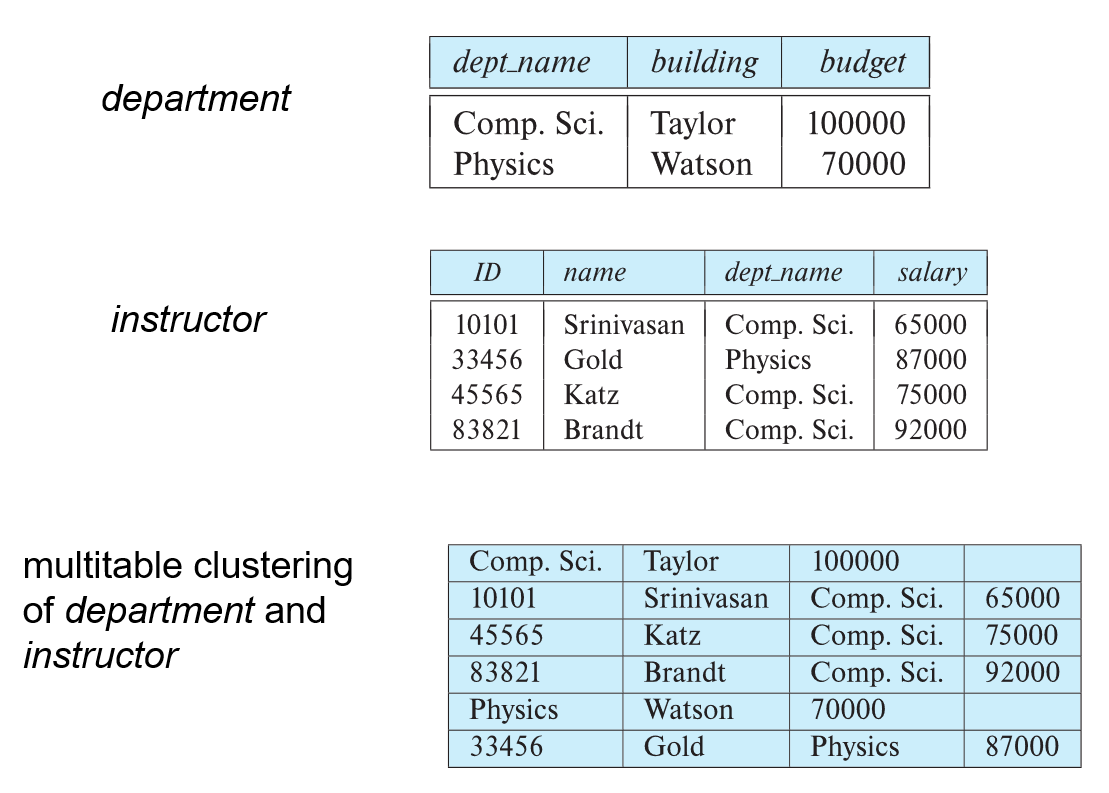 department
dept_name building budget
Comp. Sci. Taylor 100000
Physics Watson 70000
instructor
ID name dept_name salary
10101 Srinivasan Comp. Sci. 65000
33456 Gold Physics 87000
45565 Katz Comp. Sci. 75000
83821 Brandt Comp. Sci. 92000
multitable clustering
of department and
instructor
Comp. Sci. Taylor 100000
10101 Srinivasan Comp. Sci. 65000
45565 Katz Comp. Sci. 75000
83821 Brandt Comp. Sci. 92000
Physics Watson 70000
33456 Gold Physics 87000